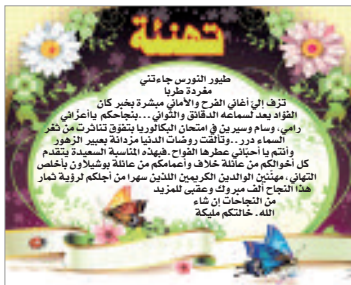 تهنئة
طيور النورس جاءتني
مغردة طربا
تزف إليّ أغاني الفرح والأماني مبشرة بخبر كان
الفؤاد يعد لسماعه الدقائق والثواني...بنجاحكم ياأعزائي
رامي، وسام وسيرين في امتحان البكالوريا بتفوق تناثرت من ثغر
السماء درر..وتألقت روضات الدنيا مزدانة بعبير الزهور
وأنتم يا أحبتاني عطرها الفواح.فبهذه المناسبة السعيدة يتقدم
كل أخوالكم من عائلة خلاف وأعمامكم من عائلة بوشيلاون بأخلص
التهاني، مهنئين الوالدين الكريمين اللذين سهرا من أجلكم لرؤية ثمار
هذا النجاح ألف مبروك وعقبى للمزيد
من النجاحات إن شاء
الله. خالتكم مليكة